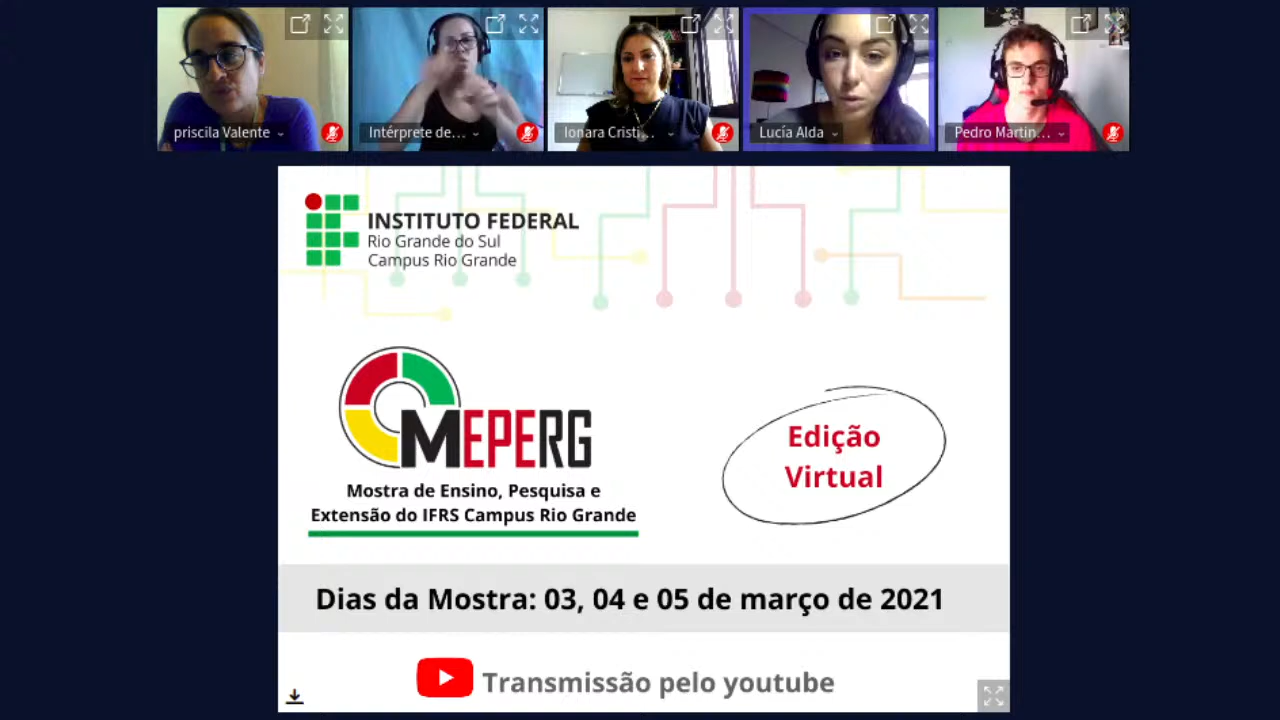 priscila Valente
Intérprete de...
Ionara Cristi...
Lucía Alda
Pedro Martin...
INSTITUTO FEDERAL
Rio Grande do Sul
Campus Rio Grande
MEPERG
Mostra de Ensino, Pesquisa e
Extensão do IFRS Campus Rio Grande
Edição
Virtual
Dias da Mostra: 03, 04 e 05 de março de 2021
Transmissão pelo youtube